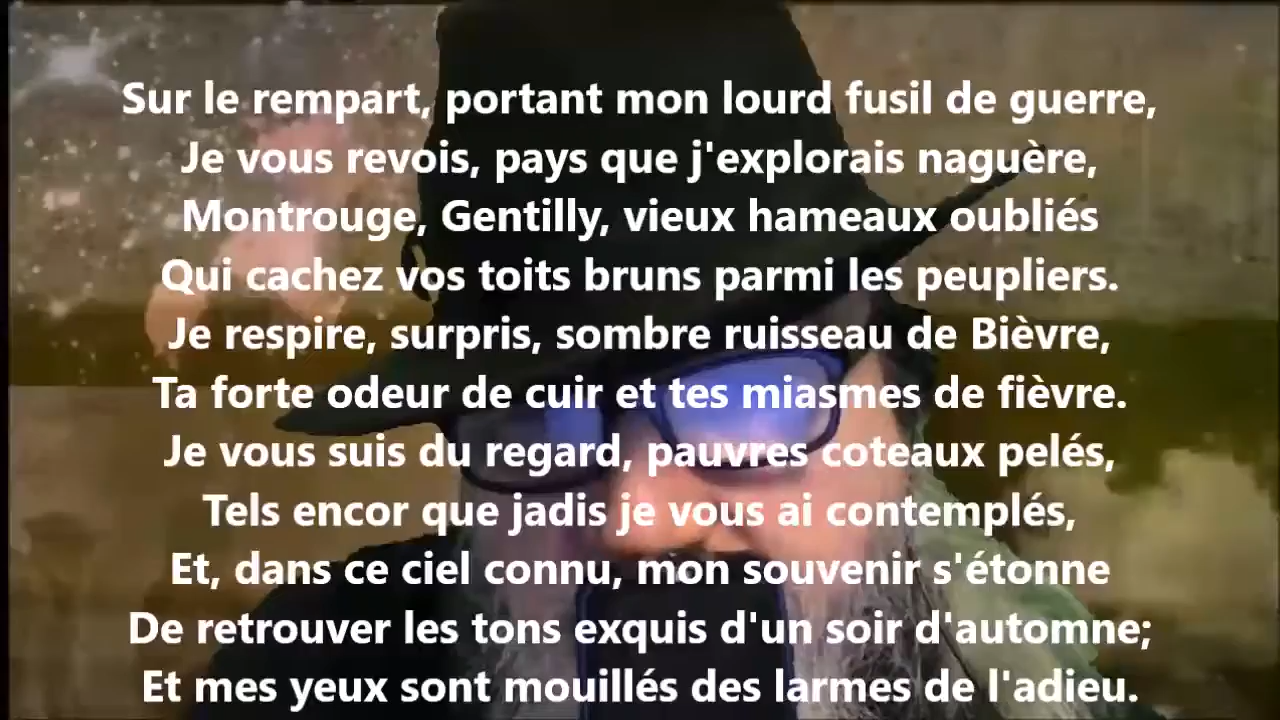 Sur le rempart, portant mon lourd fusil de guerre,
Je vous revois, pays que j'explorais naguère,
Montrouge, Gentilly, vieux hameaux oubliés
Qui cachez vos toits bruns parmi les peupliers.
Je respire, surpris, sombre ruisseau de Bièvre,
Ta forte odeur de cuir et tes miasmes de fièvre.
Je vous suis du regard, pauvres coteaux pelés,
Tels encor que jadis je vous ai contemplés,
Et, dans ce ciel connu, mon souvenir s'étonne
De retrouver les tons exquis d'un soir d'automne;
Et mes yeux sont mouillés des larmes de l'adieu.